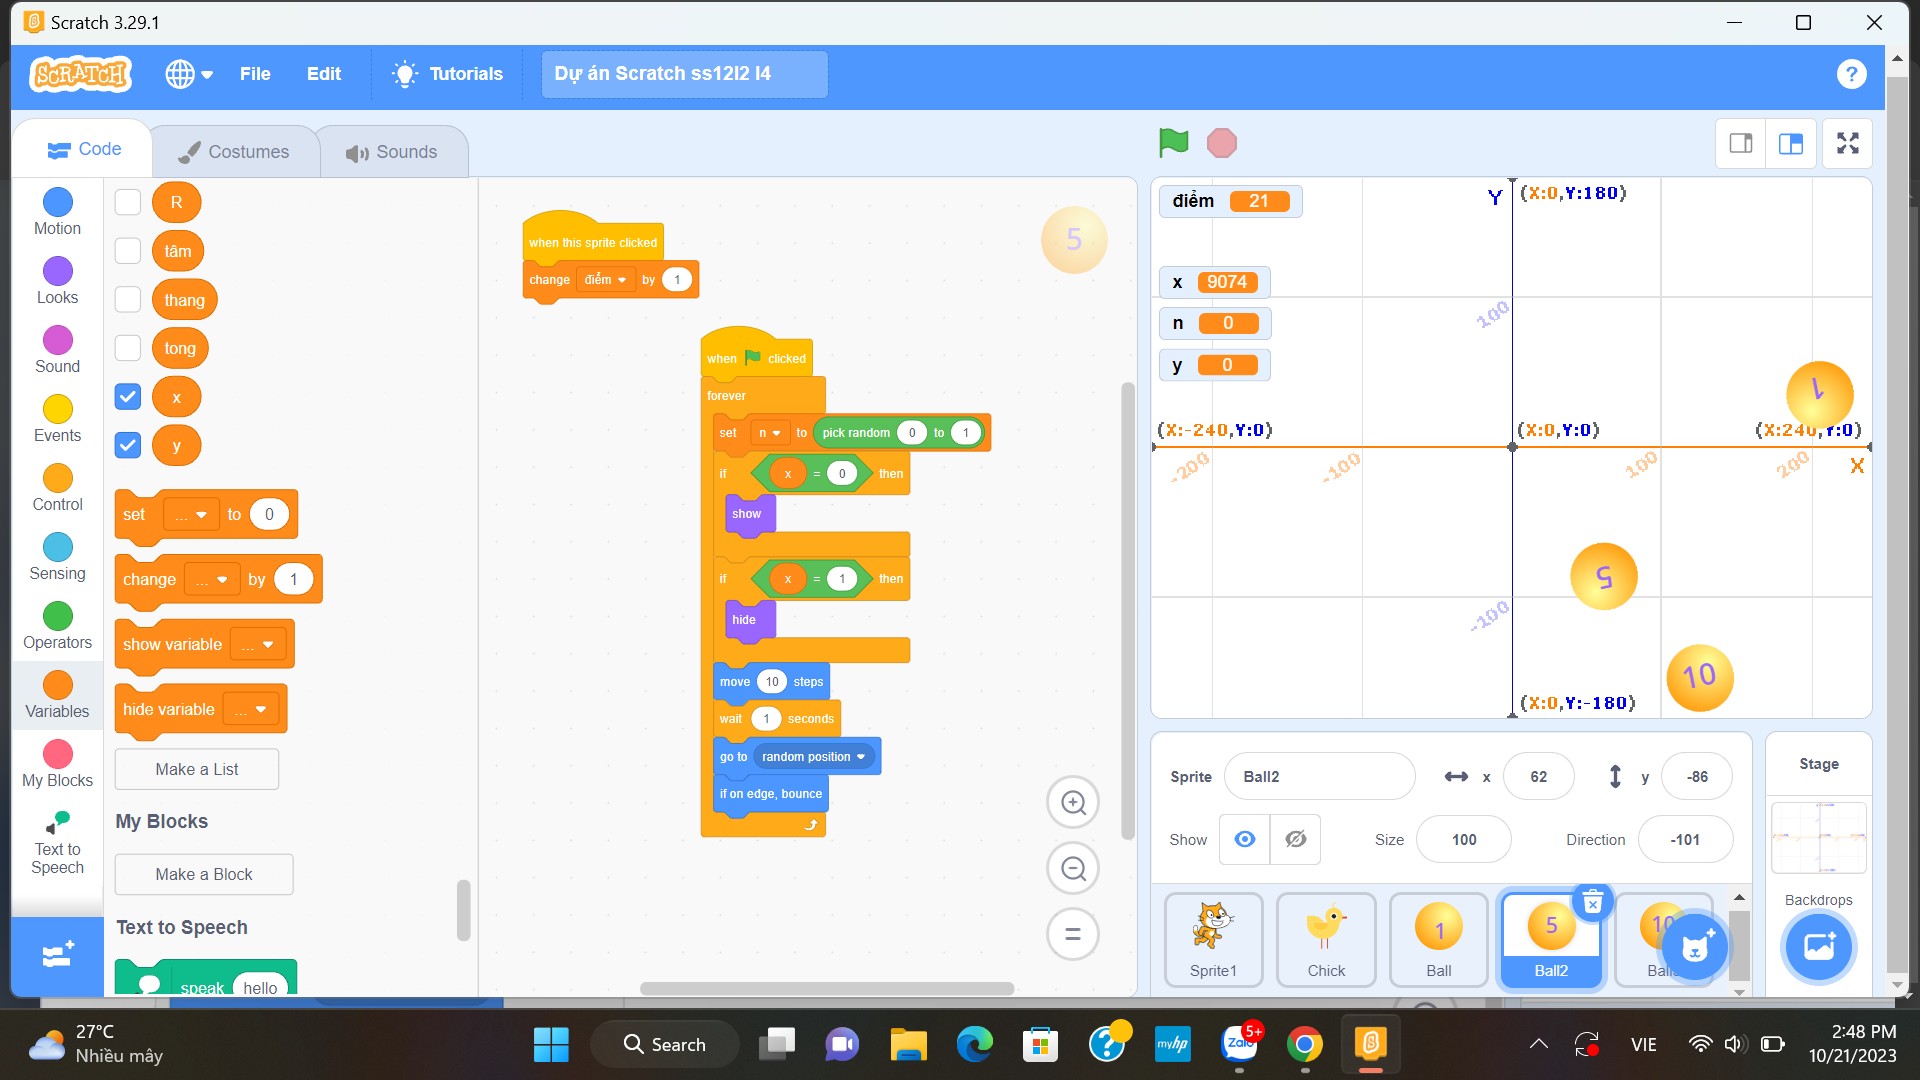 Scratch 3.29.1
SCRATCH
File
Edit
Tutorials
Dự án Scratch ss12l2 l4
?
Code
Costumes
Sounds
Motion
Looks
Sound
Events
Control
Sensing
Operators
Variables
My Blocks
Text to
Speech
R
tâm
thang
tong
x
y
set ... to 0
change ... by 1
show variable ...
hide variable ...
Make a List
My Blocks
Make a Block
Text to Speech
speak hello
when this sprite clicked
change điểm by 1
5
when clicked
forever
set n to pick random 0 to 1
if x = 0 then
show
if x = 1 then
hide
move 10 steps
wait 1 seconds
go to random position
if on edge, bounce
điểm 21
x 9074
n 0
y 0
Y
(X:0,Y:180)
100
1
(X:-240,Y:0)
(X:0,Y:0)
(X:240,Y:0)
-200
-100
100
200
X
5
-100
10
(X:0,Y:-180)
Sprite
Ball2
x
62
y
-86
Show
Size
100
Direction
-101
Sprite1
Chick
1
Ball
5
Ball2
10
Stage
Backdrops
27°C
Nhiều mây
Search
myhp
Zalo
5+
VIE
2:48 PM
10/21/2023